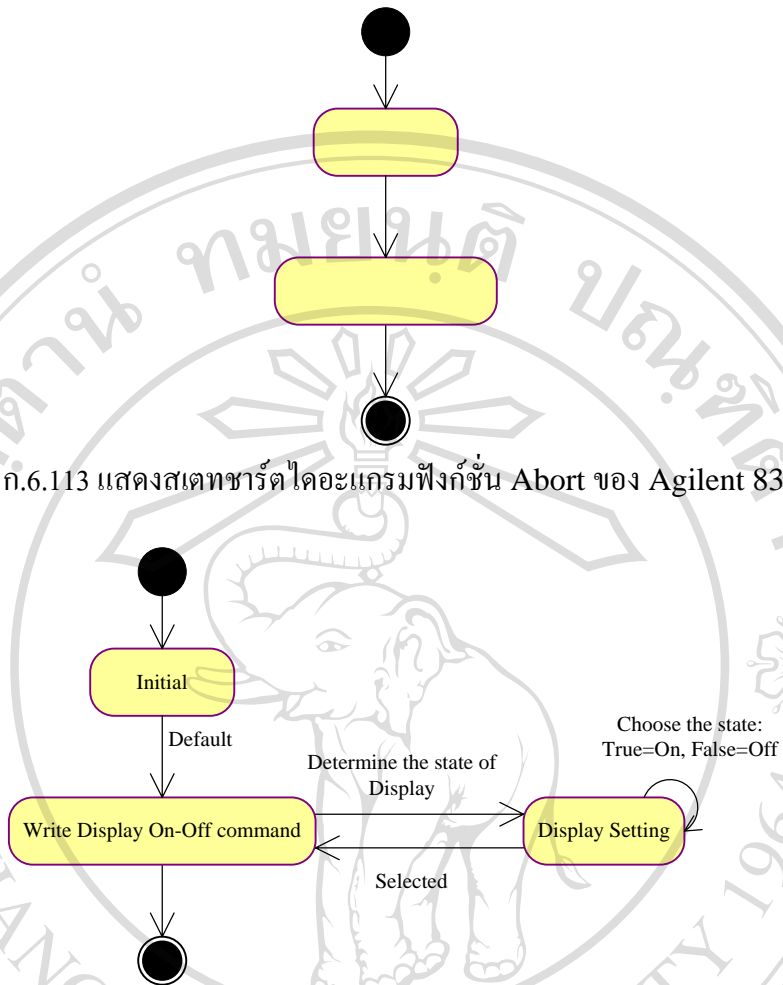 ก.6.113 แสดงสเตทชาร์ตไดอะแกรมฟังก์ชั่น Abort ของ Agilent 83
Initial
Default
Choose the state:
True=On, False=Off
Determine the state of
Display
Write Display On-Off command
Display Setting
Selected